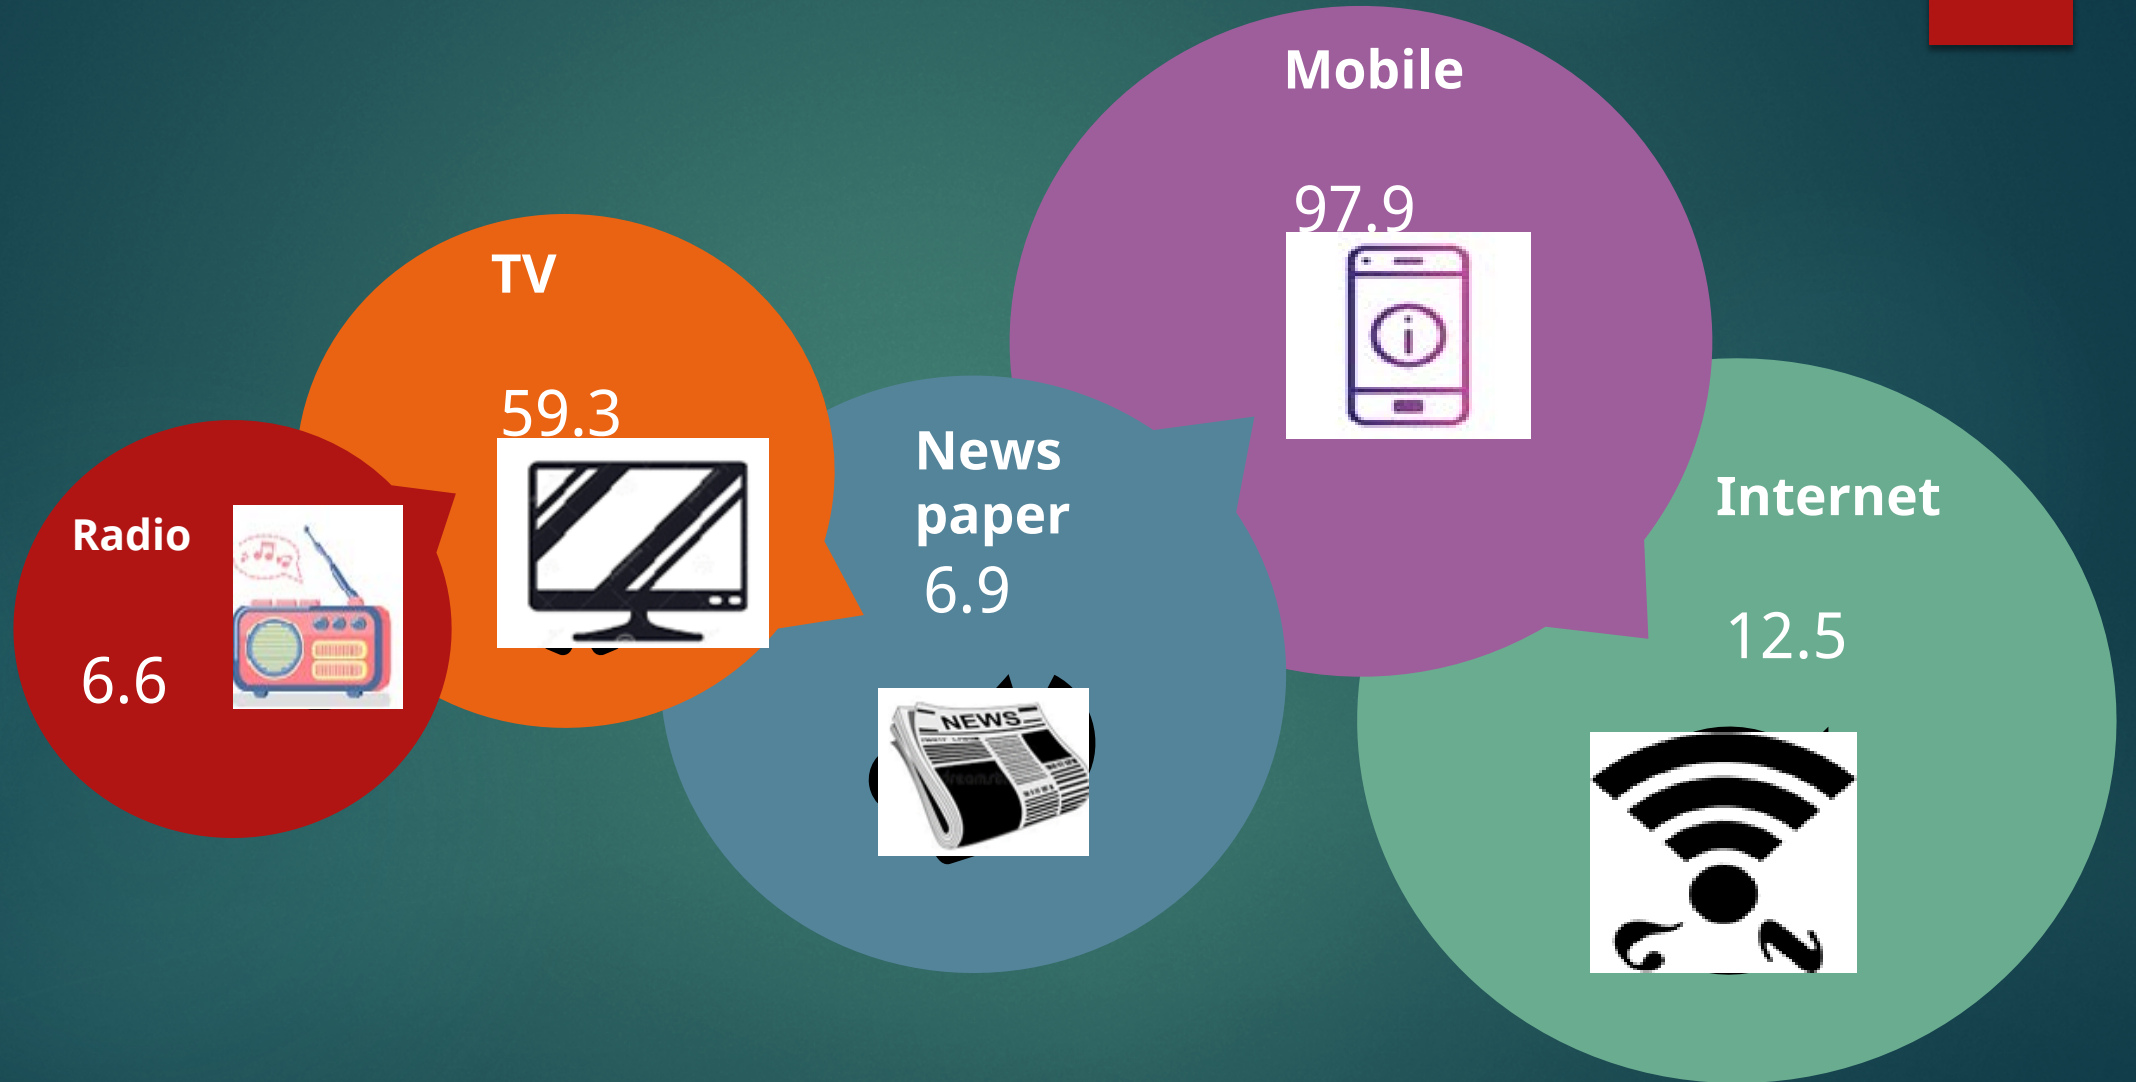 Radio
6.6
TV
59.3
News
paper
6.9
NEWS
Mobile
97.9
i
Internet
12.5